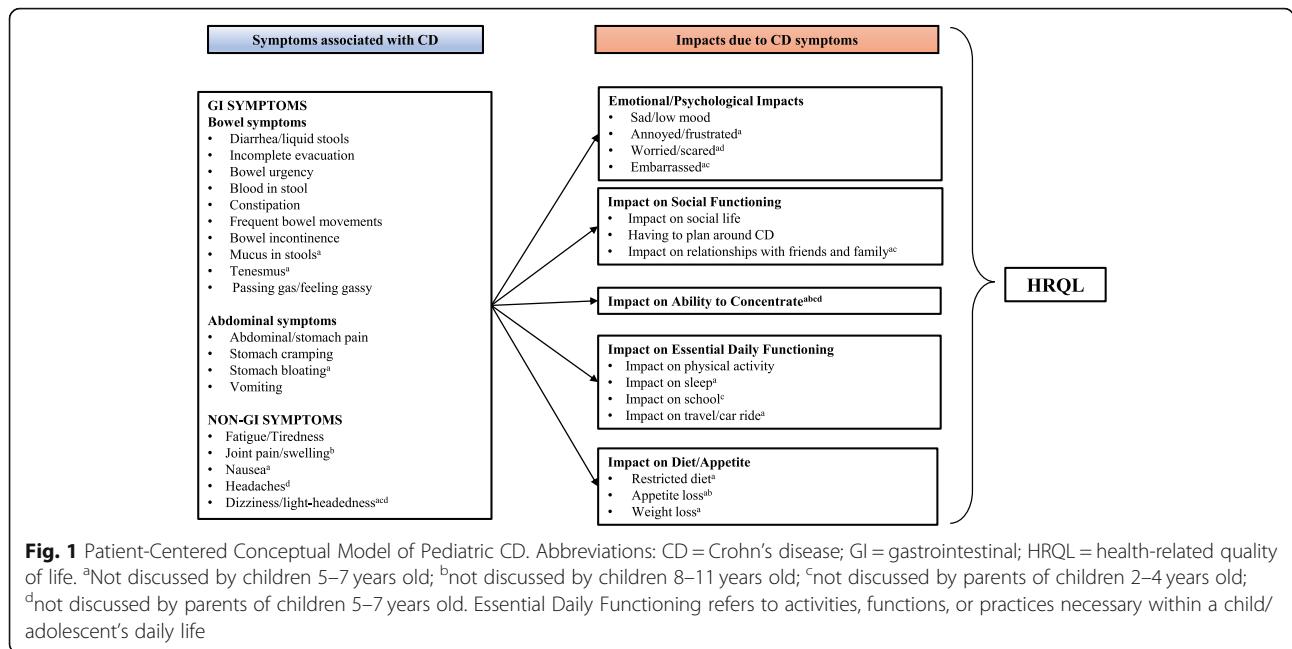 Symptoms associated with CD
Impacts due to CD symptoms
GI SYMPTOMS
Bowel symptoms
• Diarrhea/liquid stools
• Incomplete evacuation
• Bowel urgency
• Blood in stool
• Constipation
• Frequent bowel movements
• Bowel incontinence
• Mucus in stoolsᵃ
• Tenesmusᵃ
• Passing gas/feeling gassy
Abdominal symptoms
• Abdominal/stomach pain
• Stomach cramping
• Stomach bloatingᵃ
• Vomiting
NON-GI SYMPTOMS
• Fatigue/Tiredness
• Joint pain/swellingᵇ
• Nauseaᵃ
• Headachesᵈ
• Dizziness/light-headednessᵃᶜᵈ
Emotional/Psychological Impacts
• Sad/low mood
• Annoyed/frustratedᵃ
• Worried/scaredᵃᵈ
• Embarrassedᵃᶜ
Impact on Social Functioning
• Impact on social life
• Having to plan around CD
• Impact on relationships with friends and familyᵃᶜ
Impact on Ability to Concentrateᵃᵇᶜᵈ
Impact on Essential Daily Functioning
• Impact on physical activity
• Impact on sleepᵃ
• Impact on schoolᶜ
• Impact on travel/car rideᵃ
Impact on Diet/Appetite
• Restricted dietᵃ
• Appetite lossᵃᵇ
• Weight lossᵃ
HRQL
Fig. 1 Patient-Centered Conceptual Model of Pediatric CD. Abbreviations: CD = Crohn's disease; GI = gastrointestinal; HRQL = health-related quality
of life. ᵃNot discussed by children 5–7 years old; ᵇnot discussed by children 8–11 years old; ᶜnot discussed by parents of children 2–4 years old;
ᵈnot discussed by parents of children 5–7 years old. Essential Daily Functioning refers to activities, functions, or practices necessary within a child/
adolescent's daily life